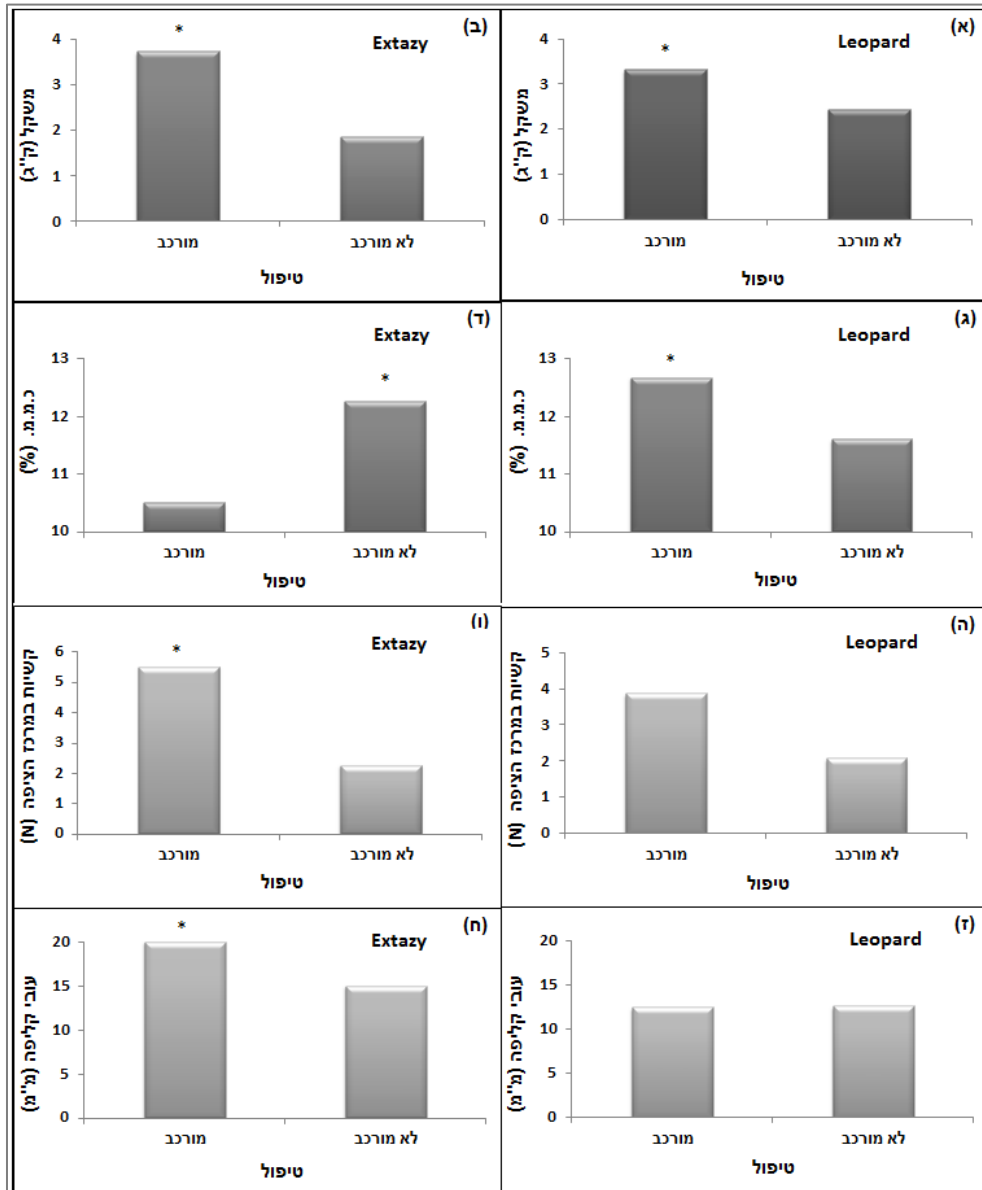 (א)
Leopard
*
משקל (ק"ג)
4
3
2
1
0
מורכב
לא מורכב
טיפול
(ב)
Extazy
*
משקל (ק"ג)
4
3
2
1
0
מורכב
לא מורכב
טיפול
(ג)
Leopard
*
כ.מ.מ. (%)
13
12
11
10
מורכב
לא מורכב
טיפול
(ד)
Extazy
*
כ.מ.מ. (%)
13
12
11
10
מורכב
לא מורכב
טיפול
(ה)
Leopard
קשיות במרכז הציפה (N)
5
4
3
2
1
0
מורכב
לא מורכב
טיפול
(ו)
Extazy
*
קשיות במרכז הציפה (N)
6
5
4
3
2
1
0
מורכב
לא מורכב
טיפול
(ז)
Leopard
עובי קליפה (מ"מ)
20
15
10
5
0
מורכב
לא מורכב
טיפול
(ח)
Extazy
*
עובי קליפה (מ"מ)
20
15
10
5
0
מורכב
לא מורכב
טיפול